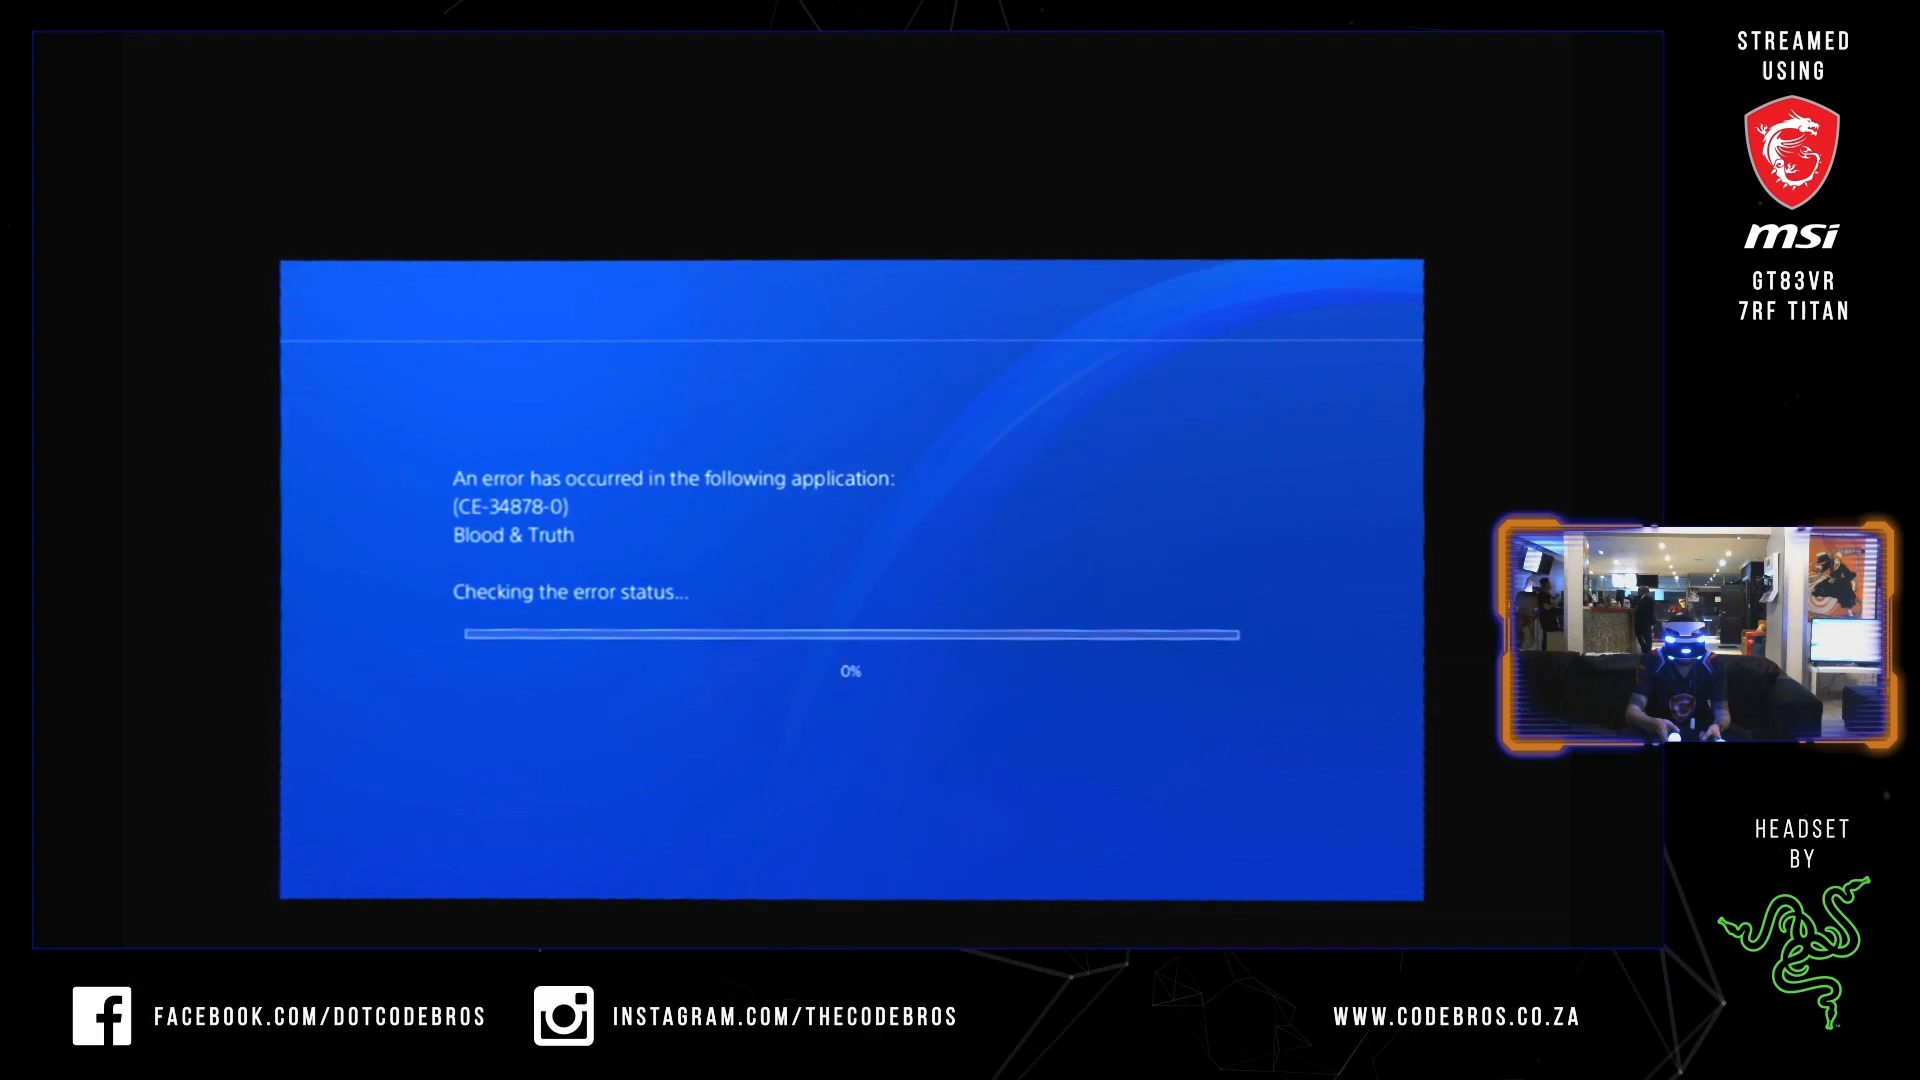 STREAMED
USING
msi
GT83VR
7RF TITAN
An error has occurred in the following application:
(CE-34878-0)
Blood & Truth
Checking the error status...
0%
HEADSET
BY
FACEBOOK.COM/DOTCODEBROS
INSTAGRAM.COM/THECODEBROS
WWW.CODEBROS.CO.ZA